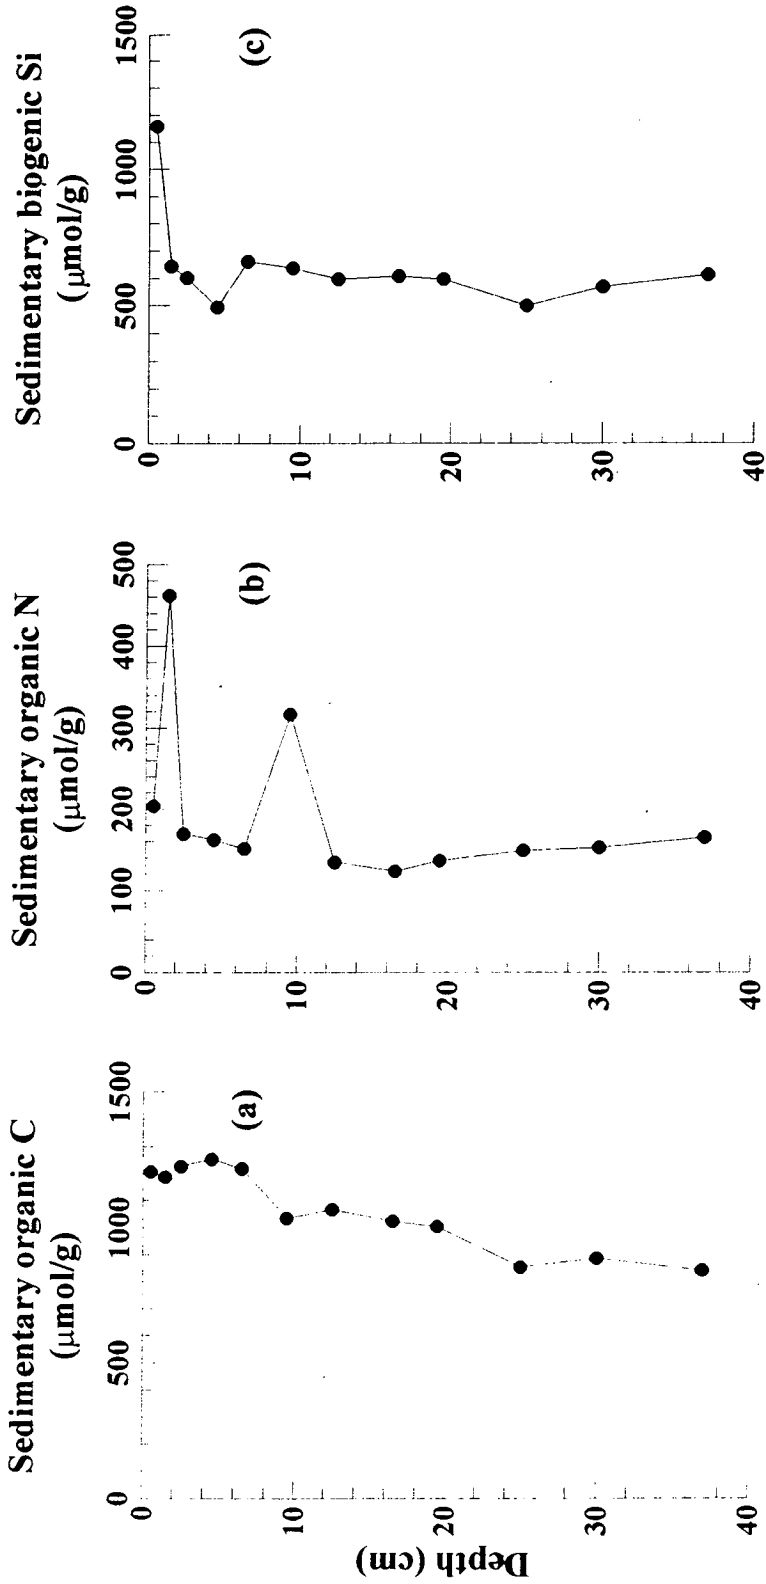 Sedimentary organic C
(μmol/g)
0 500 1000 1500
0
10
20
30
40
Depth (cm)
(a)
Sedimentary organic N
(μmol/g)
0 100 200 300 400 500
0
10
20
30
40
(b)
Sedimentary biogenic Si
(μmol/g)
0 500 1000 1500
0
10
20
30
40
(c)